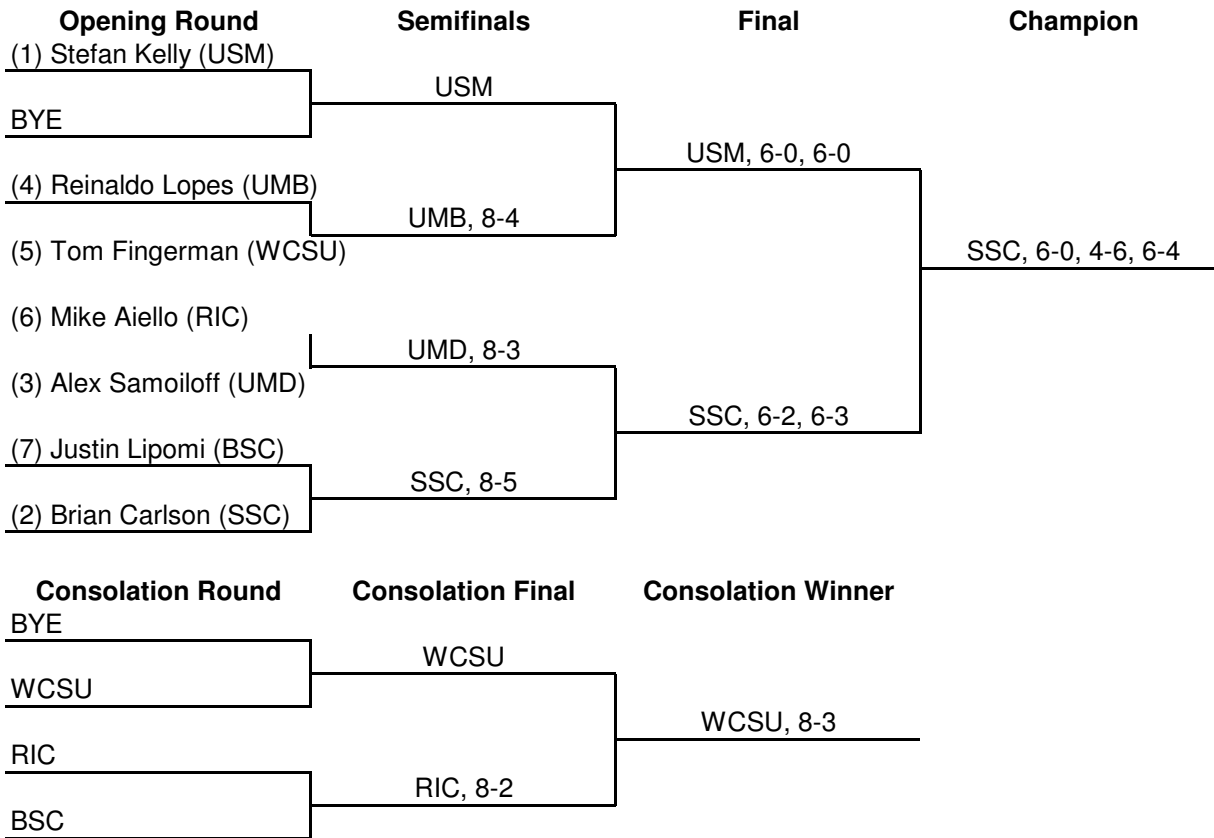 Opening Round Semifinals Final Champion
(1) Stefan Kelly (USM)
USM
BYE
USM, 6-0, 6-0
(4) Reinaldo Lopes (UMB)
UMB, 8-4
(5) Tom Fingerman (WCSU)
SSC, 6-0, 4-6, 6-4
(6) Mike Aiello (RIC)
UMD, 8-3
(3) Alex Samoiloff (UMD)
SSC, 6-2, 6-3
(7) Justin Lipomi (BSC)
SSC, 8-5
(2) Brian Carlson (SSC)
Consolation Round Consolation Final Consolation Winner
BYE
WCSU
WCSU
WCSU, 8-3
RIC
RIC, 8-2
BSC